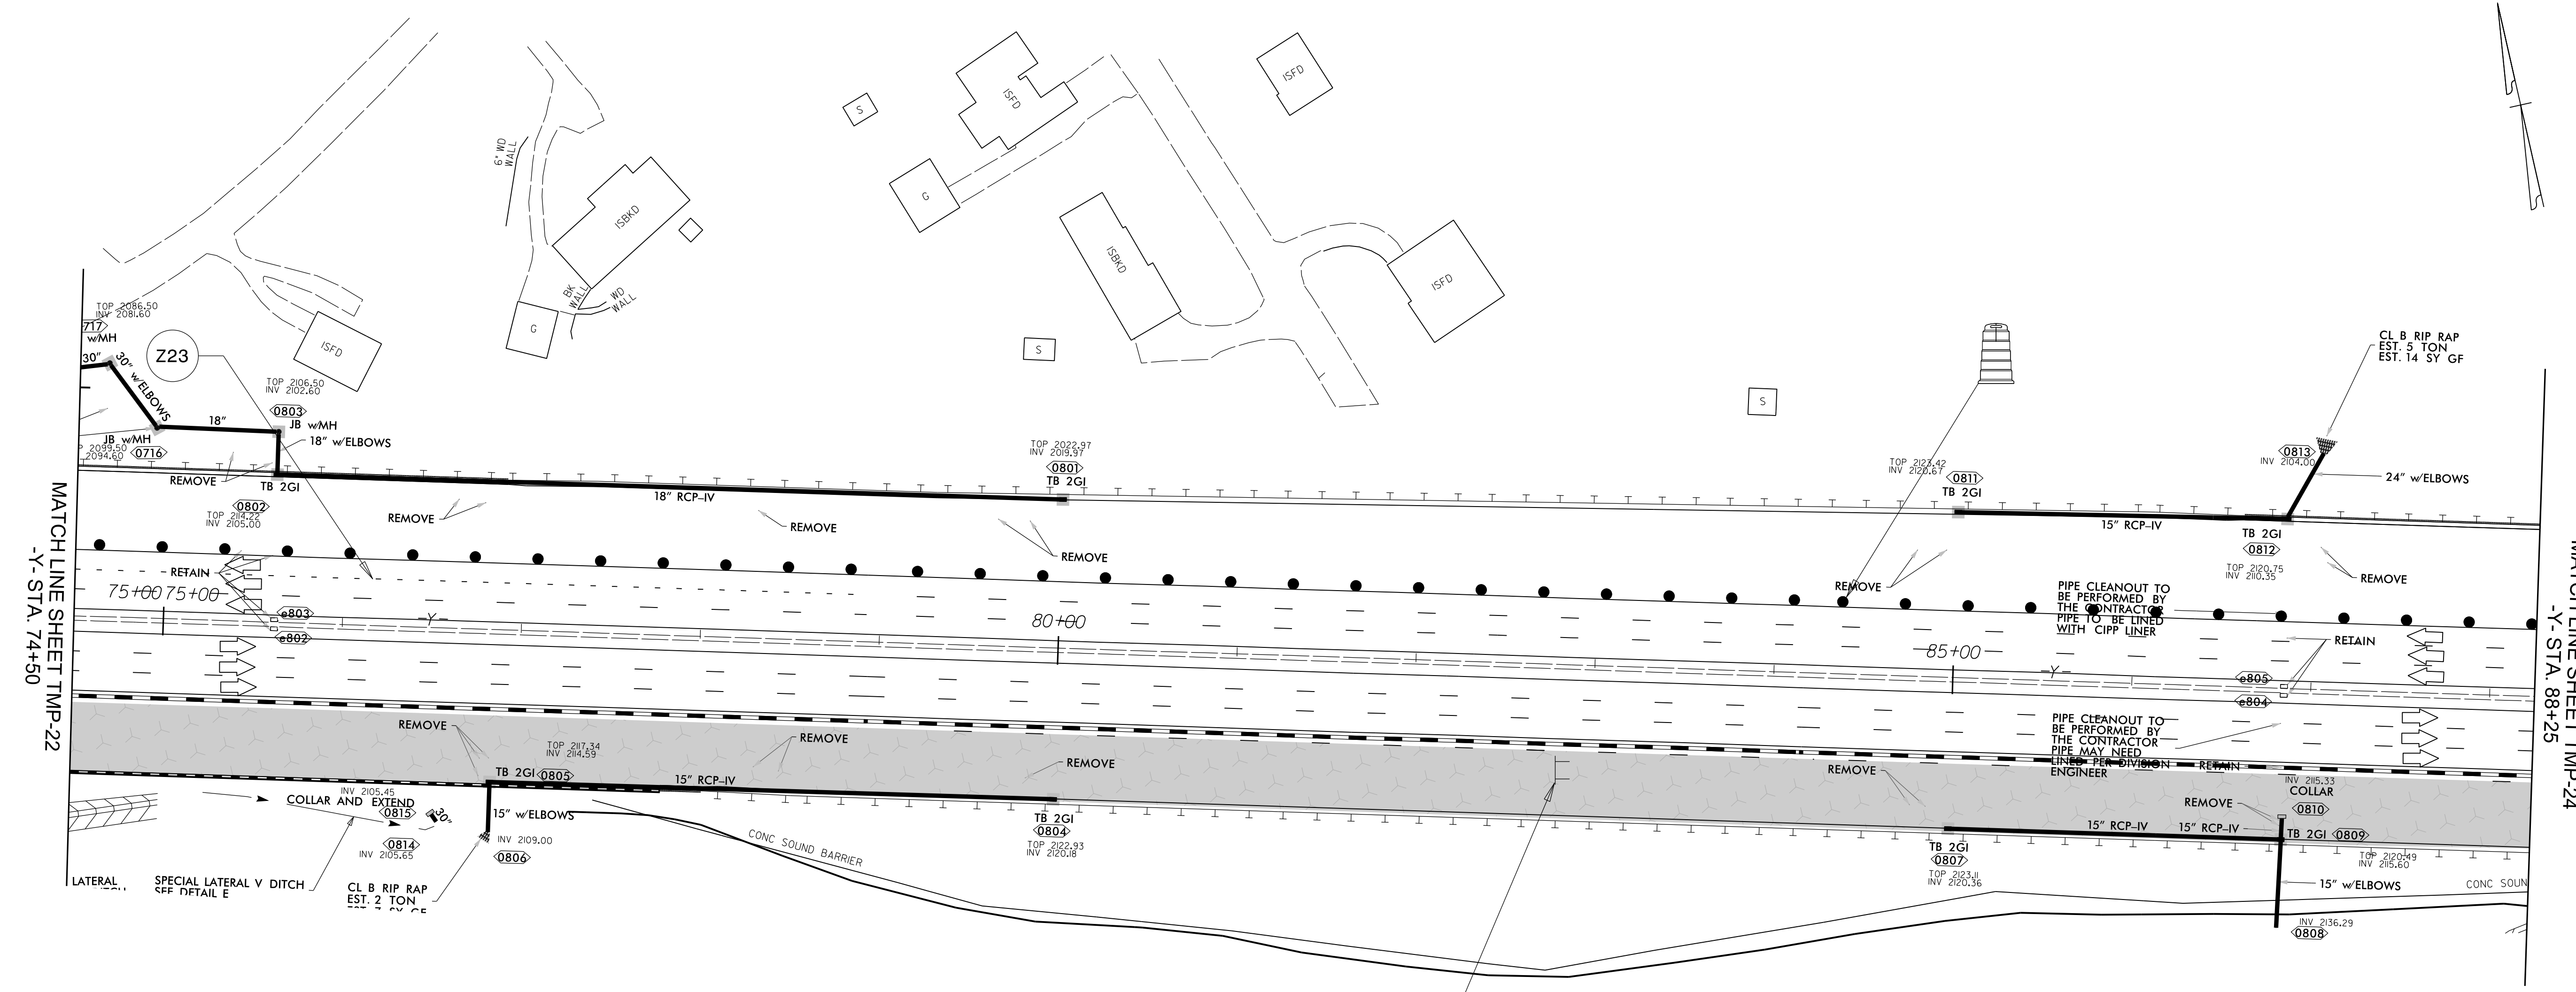 ISFD
ISFD
S
6" WD
WALL
G
ISBKD
ISBKD
ISFD
BK
WALL
WD
WALL
G
S
S
TOP 2086.50
INV 2081.60
717
w/MH
30"
30" w/ELBOWS
Z23
ISFD
TOP 2106.50
INV 2102.60
0803
JB w/MH
18"
18" w/ELBOWS
JB w/MH
2099.50
2094.60
0716
REMOVE
TB 2GI
0802
TOP 2114.22
INV 2105.00
REMOVE
18" RCP-IV
REMOVE
TOP 2022.97
INV 2019.97
0801
TB 2GI
REMOVE
TOP 2123.42
INV 2120.67
0811
TB 2GI
15" RCP-IV
CL B RIP RAP
EST. 5 TON
EST. 14 SY GF
0813
INV 2104.00
24" w/ELBOWS
TB 2GI
0812
TOP 2120.75
INV 2110.35
REMOVE
REMOVE
RETAIN
75+00 75+00
e803
e802
-Y-
80+00
85+00
-Y-
PIPE CLEANOUT TO
BE PERFORMED BY
THE CONTRACTOR
PIPE TO BE LINED
WITH CIPP LINER
RETAIN
e805
e804
MATCH LINE SHEET TMP-22
-Y- STA. 74+50
MATCH LINE SHEET TMP-24
-Y- STA. 88+25
REMOVE
TOP 2117.34
INV 2114.59
REMOVE
TB 2GI
0805
15" RCP-IV
REMOVE
PIPE CLEANOUT TO
BE PERFORMED BY
THE CONTRACTOR
PIPE MAY NEED
LINED PER DIVISION
ENGINEER
RETAIN
REMOVE
INV 2115.33
COLLAR
0810
REMOVE
15" RCP-IV
15" RCP-IV
TB 2GI
0809
TOP 2120.49
INV 2115.60
INV 2105.45
COLLAR AND EXTEND
0815
30"
15" w/ELBOWS
0814
INV 2105.65
INV 2109.00
0806
CONC SOUND BARRIER
TB 2GI
0804
TOP 2122.93
INV 2120.18
TB 2GI
0807
TOP 2123.11
INV 2120.36
15" w/ELBOWS
CONC SOUN
INV 2136.29
0808
LATERAL
SPECIAL LATERAL V DITCH
SEE DETAIL E
CL B RIP RAP
EST. 2 TON